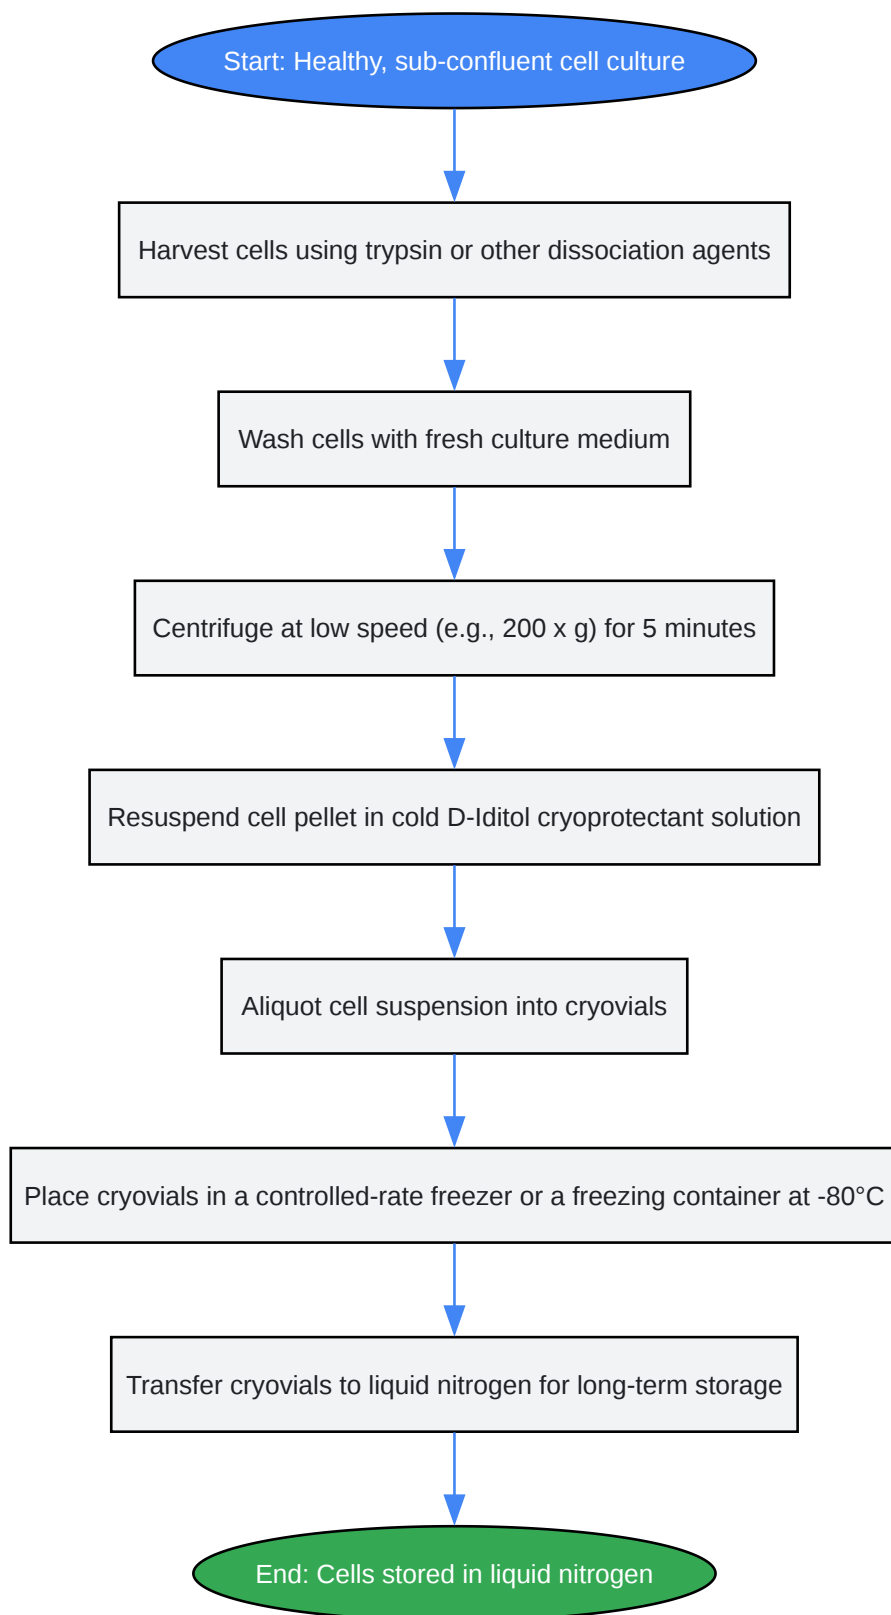 Start: Healthy, sub-confluent cell culture
Harvest cells using trypsin or other dissociation agents
Wash cells with fresh culture medium
Centrifuge at low speed (e.g., 200 x g) for 5 minutes
Resuspend cell pellet in cold D-Iditol cryoprotectant solution
Aliquot cell suspension into cryovials
Place cryovials in a controlled-rate freezer or a freezing container at -80°C
Transfer cryovials to liquid nitrogen for long-term storage
End: Cells stored in liquid nitrogen